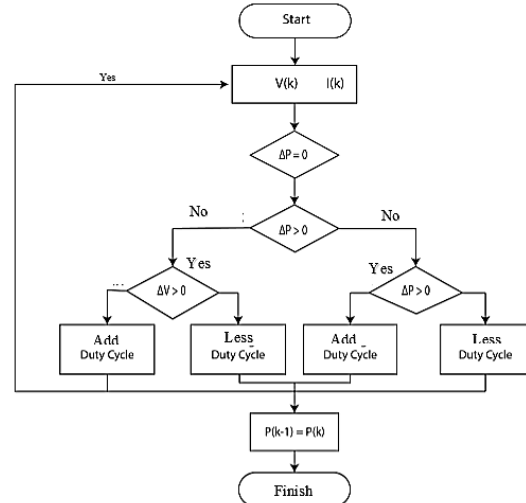 Start
Yes
V(k) I(k)
ΔP = 0
ΔP > 0
No
No
Yes
Yes
ΔV > 0
ΔP > 0
Add
Duty Cycle
Less
Duty Cycle
Add
Duty Cycle
Less
Duty Cycle
P(k-1) = P(k)
Finish